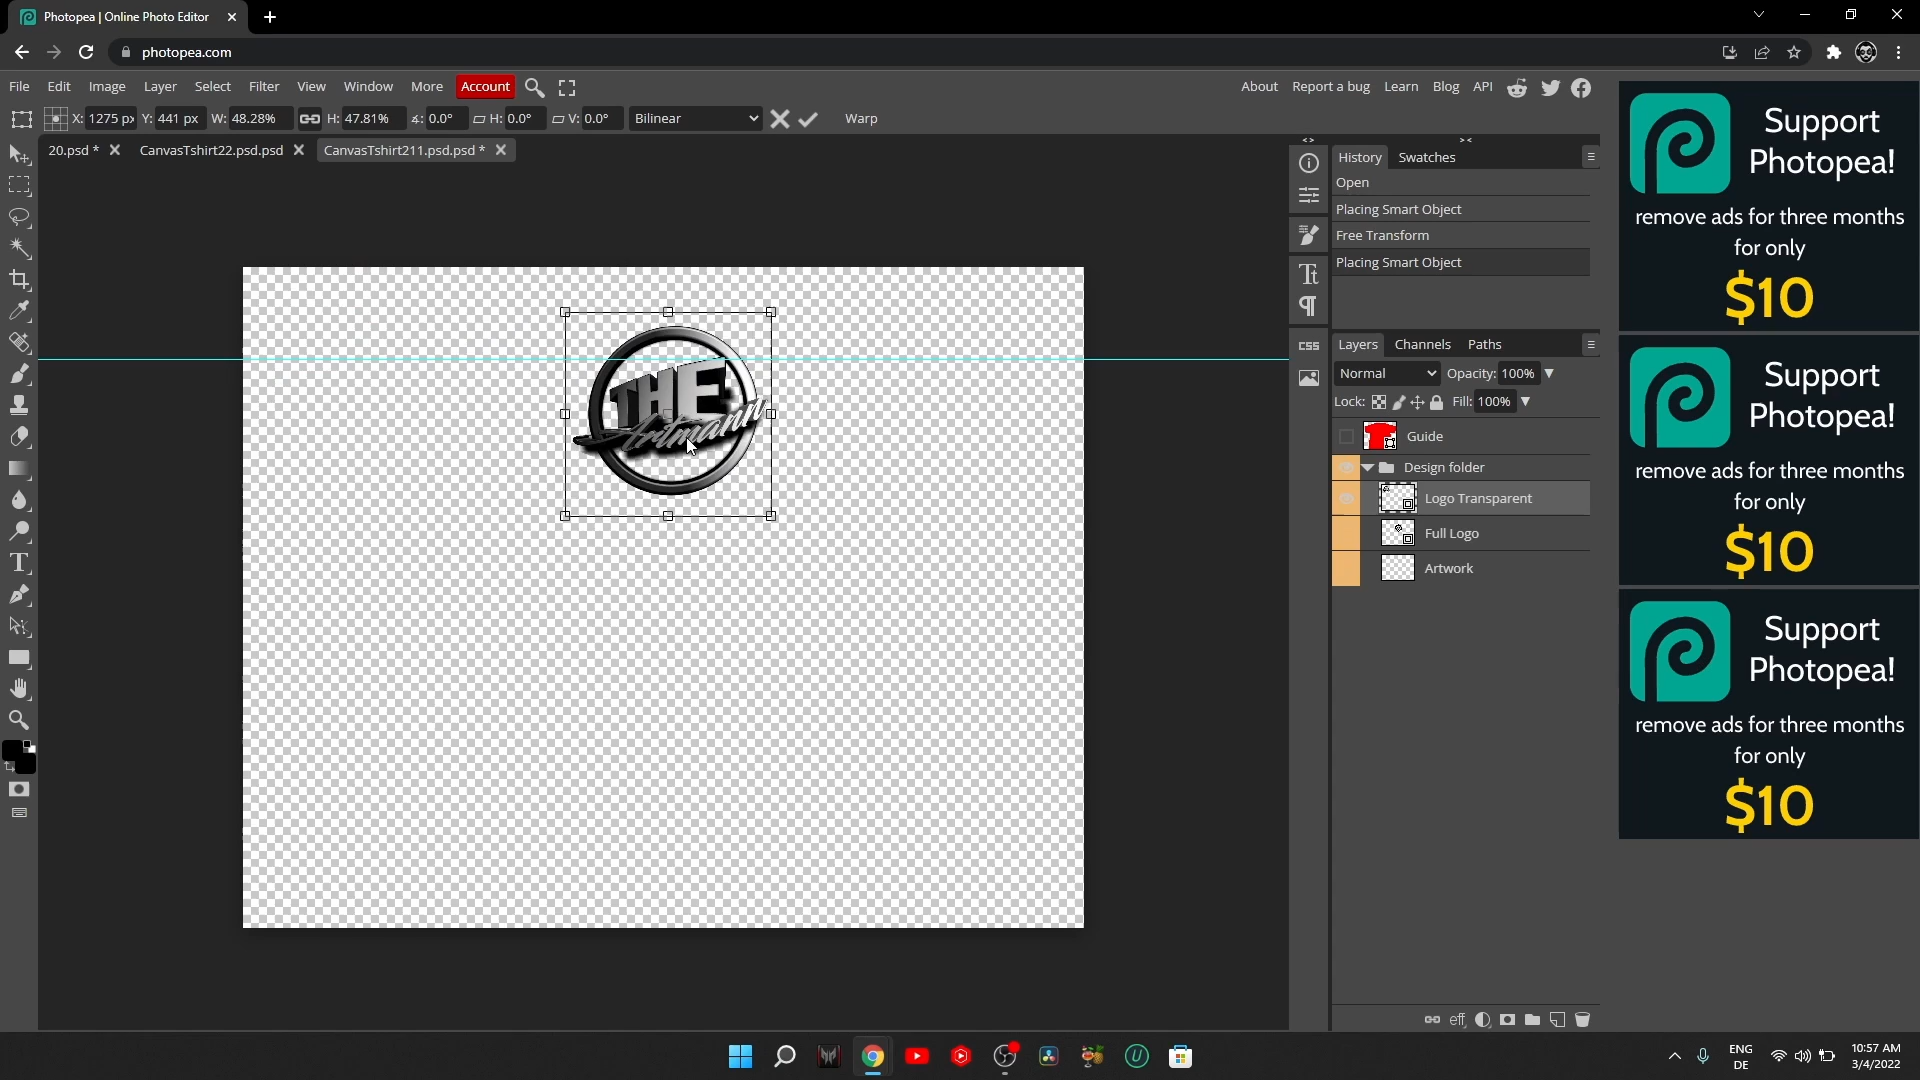 Photopea | Online Photo Editor
photopea.com
File Edit Image Layer Select Filter View Window More Account
About Report a bug Learn Blog API
X: 1275 px Y: 441 px W: 48.28% H: 47.81% ∡: 0.0° H: 0.0° V: 0.0° Bilinear Warp
20.psd * CanvasTshirt22.psd.psd CanvasTshirt211.psd.psd *
History Swatches
Open
Placing Smart Object
Free Transform
Placing Smart Object
CSS
Layers Channels Paths
Normal Opacity: 100%
Lock: Fill: 100%
Guide
Design folder
Logo Transparent
Full Logo
Artwork
eff
THE
Artmann
Support
Photopea!
remove ads for three months
for only
$10
Support
Photopea!
remove ads for three months
for only
$10
Support
Photopea!
remove ads for three months
for only
$10
ENG
DE
10:57 AM
3/4/2022